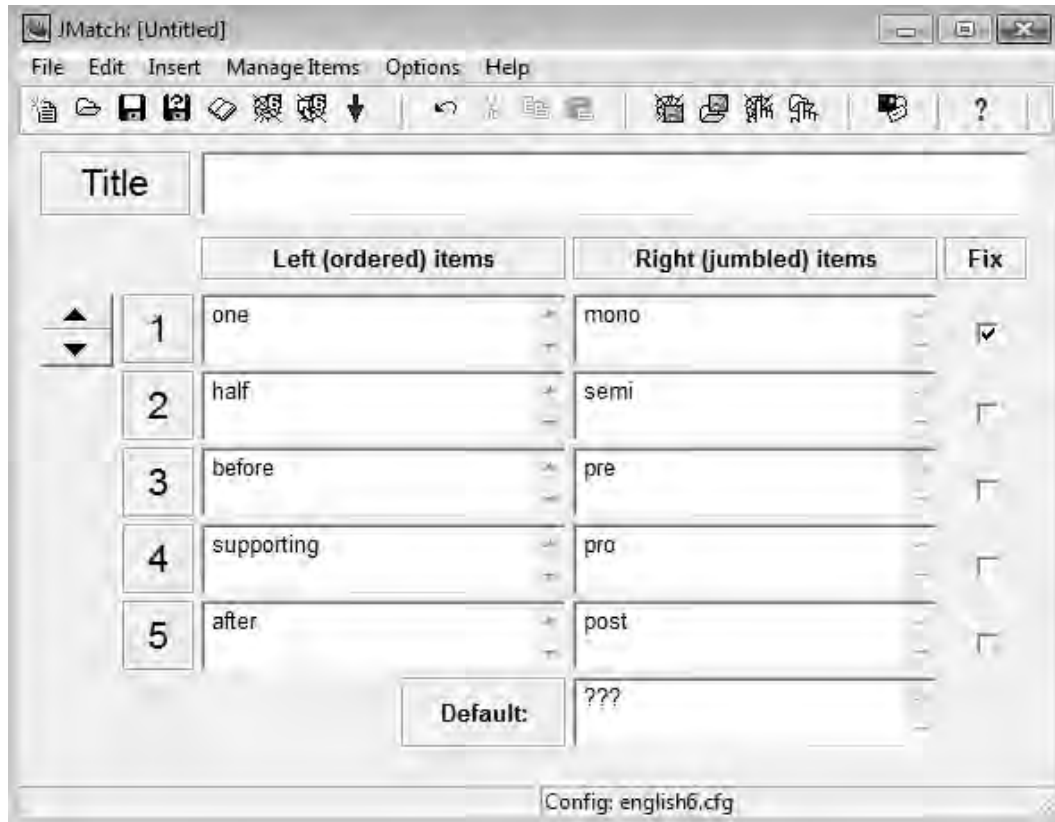 JMatch: [Untitled]
File Edit Insert Manage Items Options Help
?
Title
Left (ordered) items Right (jumbled) items Fix
1 one mono
2 half semi
3 before pre
4 supporting pro
5 after post
Default: ???
Config: english6.cfg